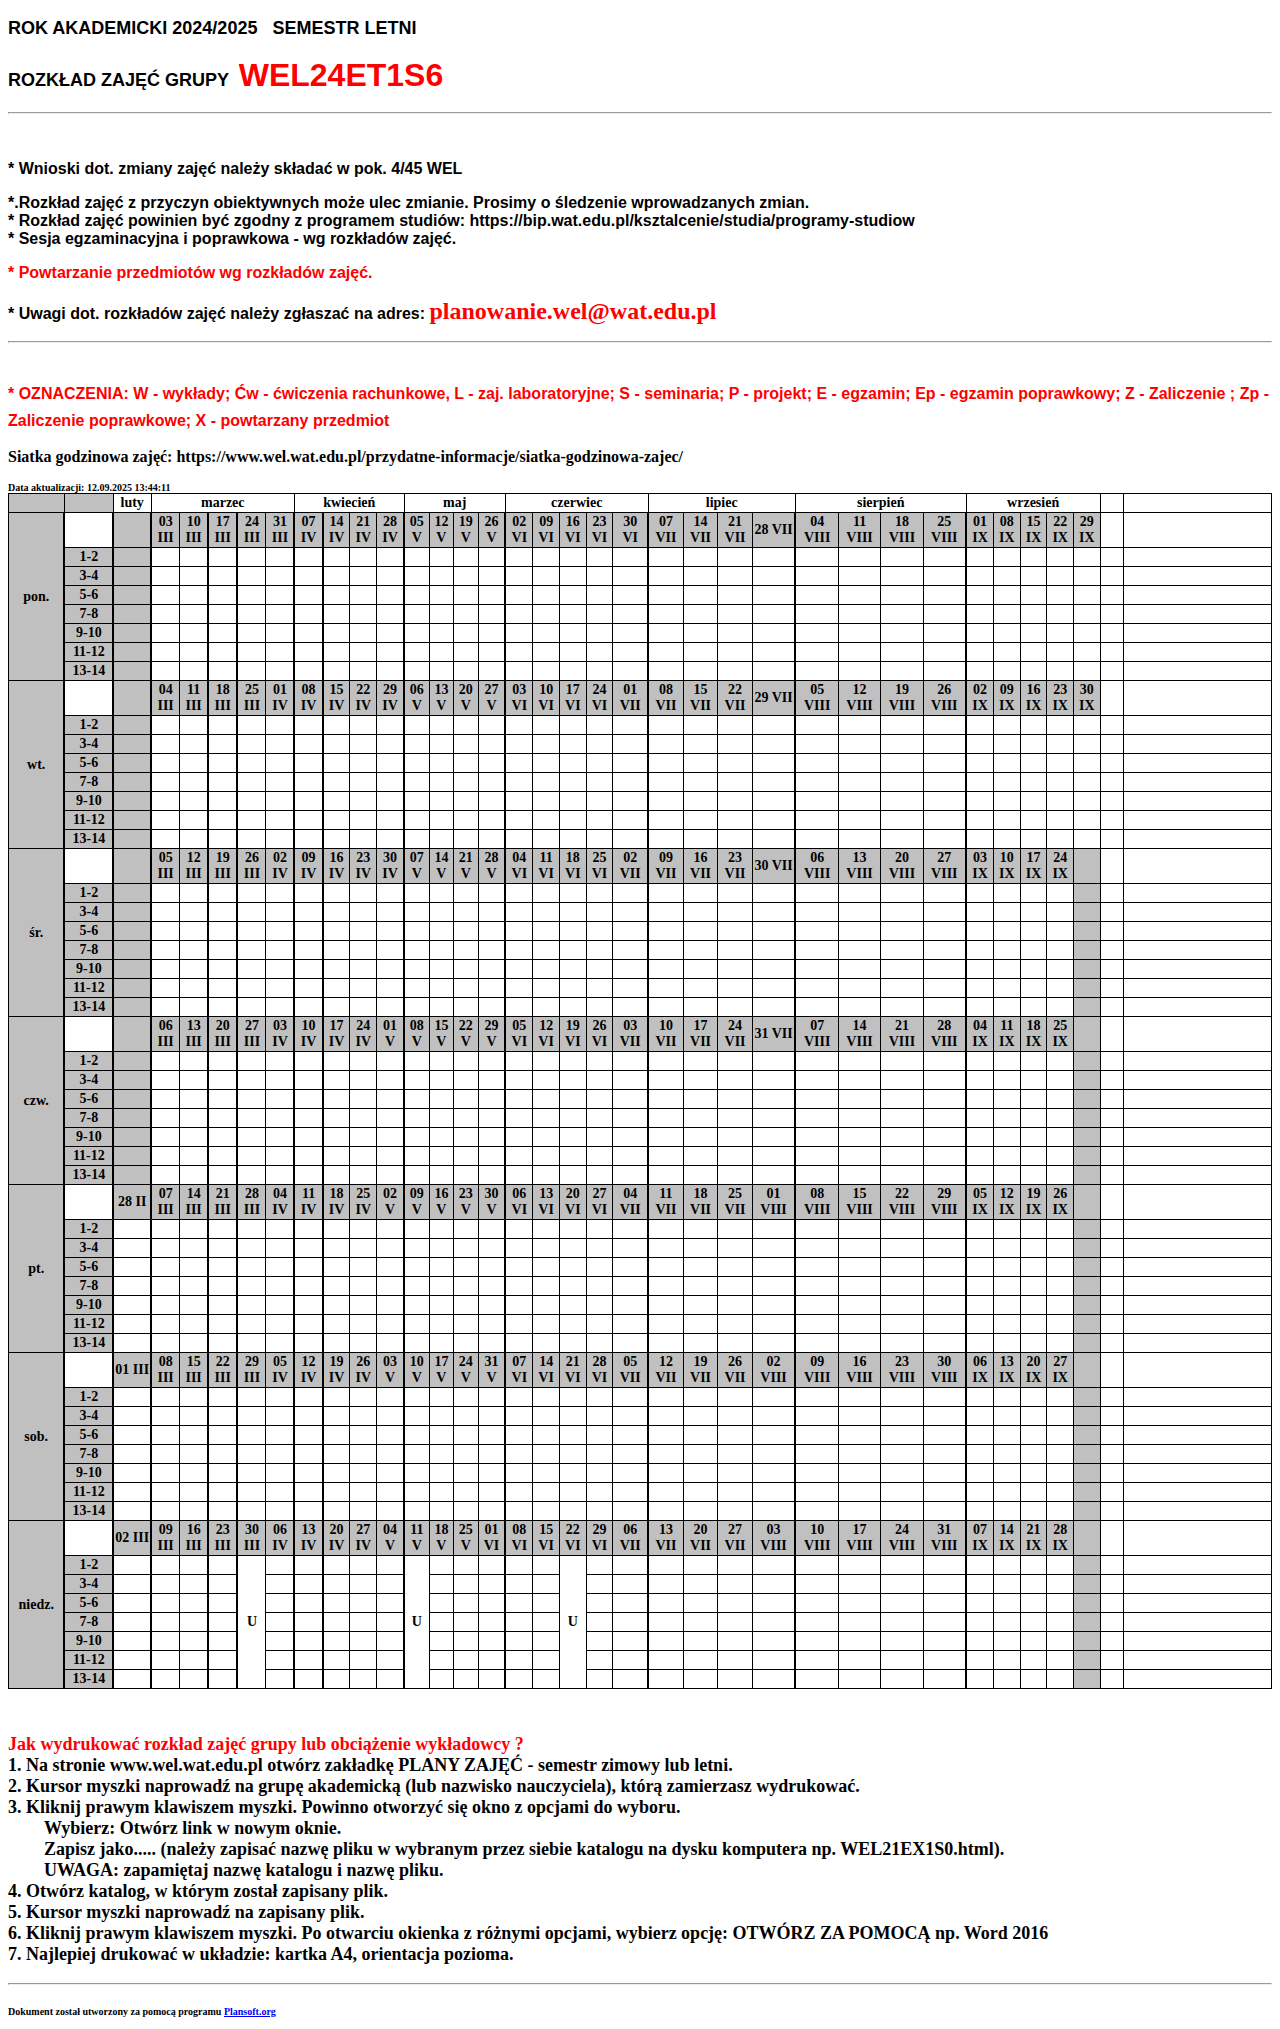 ROK AKADEMICKI 2024/2025   SEMESTR LETNI
ROZKŁAD ZAJĘĆ GRUPY  WEL24ET1S6
* Wnioski dot. zmiany zajęć należy składać w pok. 4/45 WEL
*.Rozkład zajęć z przyczyn obiektywnych może ulec zmianie. Prosimy o śledzenie wprowadzanych zmian.
* Rozkład zajęć powinien być zgodny z programem studiów: https://bip.wat.edu.pl/ksztalcenie/studia/programy-studiow
* Sesja egzaminacyjna i poprawkowa - wg rozkładów zajęć.
* Powtarzanie przedmiotów wg rozkładów zajęć.
* Uwagi dot. rozkładów zajęć należy zgłaszać na adres: planowanie.wel@wat.edu.pl
* OZNACZENIA: W - wykłady; Ćw - ćwiczenia rachunkowe, L - zaj. laboratoryjne; S - seminaria; P - projekt; E - egzamin; Ep - egzamin poprawkowy; Z - Zaliczenie ; Zp -
Zaliczenie poprawkowe; X - powtarzany przedmiot
Siatka godzinowa zajęć: https://www.wel.wat.edu.pl/przydatne-informacje/siatka-godzinowa-zajec/
Data aktualizacji: 12.09.2025 13:44:11
luty marzec kwiecień maj czerwiec lipiec sierpień wrzesień
03 10 17 24 31 07 14 21 28 05 12 19 26 02 09 16 23 30 07 14 21 28 VII 04 11 18 25 01 08 15 22 29
III III III III III IV IV IV IV V V V V VI VI VI VI VI VII VII VII VIII VIII VIII VIII IX IX IX IX IX
1-2
3-4
5-6
pon.
7-8
9-10
11-12
13-14
04 11 18 25 01 08 15 22 29 06 13 20 27 03 10 17 24 01 08 15 22 29 VII 05 12 19 26 02 09 16 23 30
III III III III IV IV IV IV IV V V V V VI VI VI VI VII VII VII VII VIII VIII VIII VIII IX IX IX IX IX
1-2
3-4
5-6
wt.
7-8
9-10
11-12
13-14
05 12 19 26 02 09 16 23 30 07 14 21 28 04 11 18 25 02 09 16 23 30 VII 06 13 20 27 03 10 17 24
III III III III IV IV IV IV IV V V V V VI VI VI VI VII VII VII VII VIII VIII VIII VIII IX IX IX IX
1-2
3-4
5-6
śr.
7-8
9-10
11-12
13-14
06 13 20 27 03 10 17 24 01 08 15 22 29 05 12 19 26 03 10 17 24 31 VII 07 14 21 28 04 11 18 25
III III III III IV IV IV IV V V V V V VI VI VI VI VII VII VII VII VIII VIII VIII VIII IX IX IX IX
1-2
3-4
5-6
czw.
7-8
9-10
11-12
13-14
28 II 07 14 21 28 04 11 18 25 02 09 16 23 30 06 13 20 27 04 11 18 25 01 08 15 22 29 05 12 19 26
III III III III IV IV IV IV V V V V V VI VI VI VI VII VII VII VII VIII VIII VIII VIII VIII IX IX IX IX
1-2
3-4
5-6
pt.
7-8
9-10
11-12
13-14
01 III 08 15 22 29 05 12 19 26 03 10 17 24 31 07 14 21 28 05 12 19 26 02 09 16 23 30 06 13 20 27
III III III III IV IV IV IV V V V V V VI VI VI VI VII VII VII VII VIII VIII VIII VIII VIII IX IX IX IX
1-2
3-4
5-6
sob.
7-8
9-10
11-12
13-14
02 III 09 16 23 30 06 13 20 27 04 11 18 25 01 08 15 22 29 06 13 20 27 03 10 17 24 31 07 14 21 28
III III III III IV IV IV IV V V V V VI VI VI VI VI VII VII VII VII VIII VIII VIII VIII VIII IX IX IX IX
1-2
3-4
5-6
niedz.
7-8 U U U
9-10
11-12
13-14
Jak wydrukować rozkład zajęć grupy lub obciążenie wykładowcy ?
1. Na stronie www.wel.wat.edu.pl otwórz zakładkę PLANY ZAJĘĆ - semestr zimowy lub letni.
2. Kursor myszki naprowadź na grupę akademicką (lub nazwisko nauczyciela), którą zamierzasz wydrukować.
3. Kliknij prawym klawiszem myszki. Powinno otworzyć się okno z opcjami do wyboru.
Wybierz: Otwórz link w nowym oknie.
Zapisz jako..... (należy zapisać nazwę pliku w wybranym przez siebie katalogu na dysku komputera np. WEL21EX1S0.html).
UWAGA: zapamiętaj nazwę katalogu i nazwę pliku.
4. Otwórz katalog, w którym został zapisany plik.
5. Kursor myszki naprowadź na zapisany plik.
6. Kliknij prawym klawiszem myszki. Po otwarciu okienka z różnymi opcjami, wybierz opcję: OTWÓRZ ZA POMOCĄ np. Word 2016
7. Najlepiej drukować w układzie: kartka A4, orientacja pozioma.
Dokument został utworzony za pomocą programu Plansoft.org